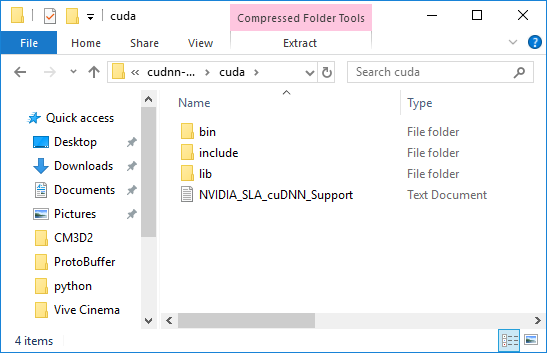 cuda
Compressed Folder Tools
File
Home
Share
View
Extract
« cudnn-... > cuda >
Search cuda
Quick access
Desktop
Downloads
Documents
Pictures
CM3D2
ProtoBuffer
python
Vive Cinema
Name
Type
bin
File folder
include
File folder
lib
File folder
NVIDIA_SLA_cuDNN_Support
Text Document
4 items